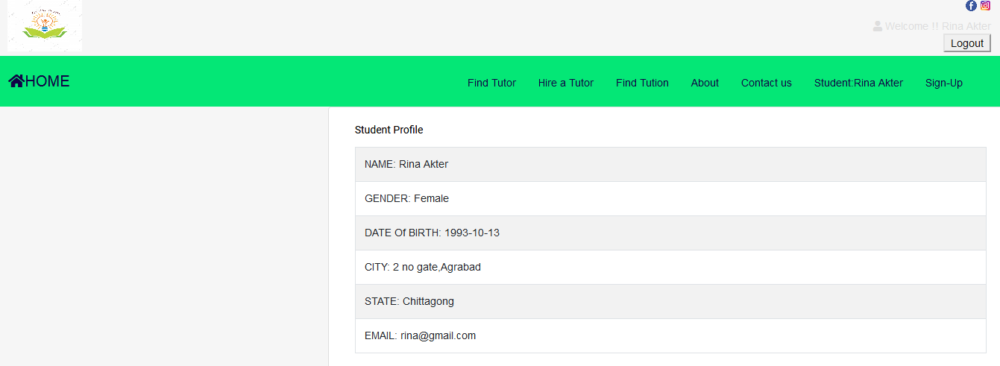 Welcome !! Rina Akter
Logout
HOME
Find Tutor
Hire a Tutor
Find Tution
About
Contact us
Student:Rina Akter
Sign-Up
Student Profile
NAME: Rina Akter
GENDER: Female
DATE Of BIRTH: 1993-10-13
CITY: 2 no gate,Agrabad
STATE: Chittagong
EMAIL: rina@gmail.com